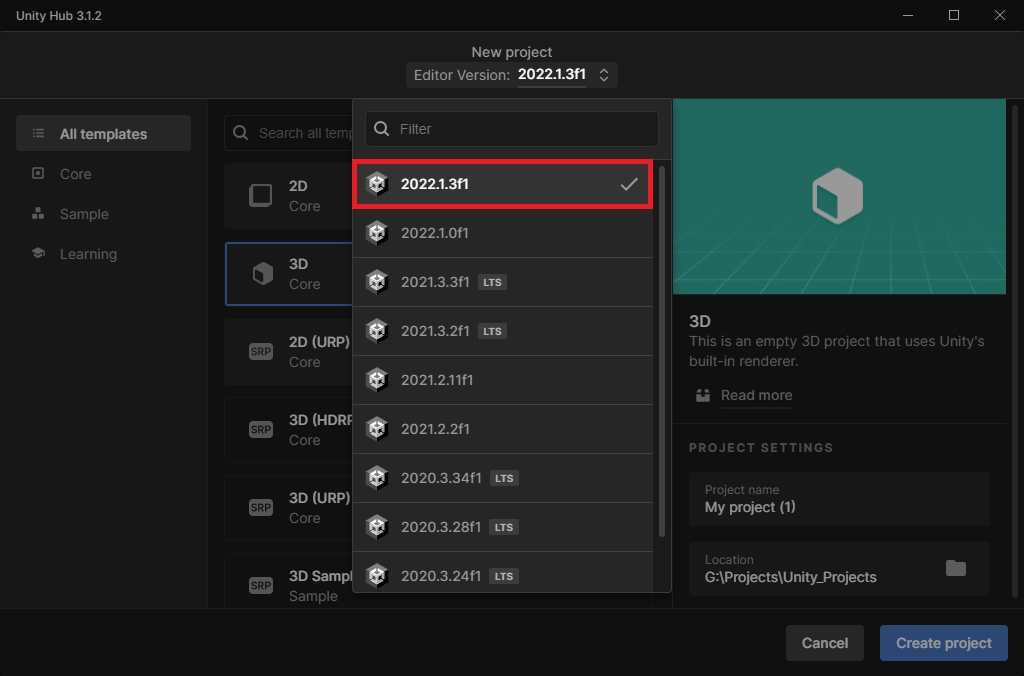 Unity Hub 3.1.2
New project
Editor Version: 2022.1.3f1
All templates
Core
Sample
Learning
Search all temp
2D
Core
3D
Core
SRP
2D (URP)
Core
SRP
3D (HDRP
Core
SRP
3D (URP)
Core
SRP
3D Sampl
Sample
Filter
2022.1.3f1
2022.1.0f1
2021.3.3f1 LTS
2021.3.2f1 LTS
2021.2.11f1
2021.2.2f1
2020.3.34f1 LTS
2020.3.28f1 LTS
2020.3.24f1 LTS
3D
This is an empty 3D project that uses Unity's
built-in renderer.
Read more
PROJECT SETTINGS
Project name
My project (1)
Location
G:\Projects\Unity_Projects
Cancel
Create project